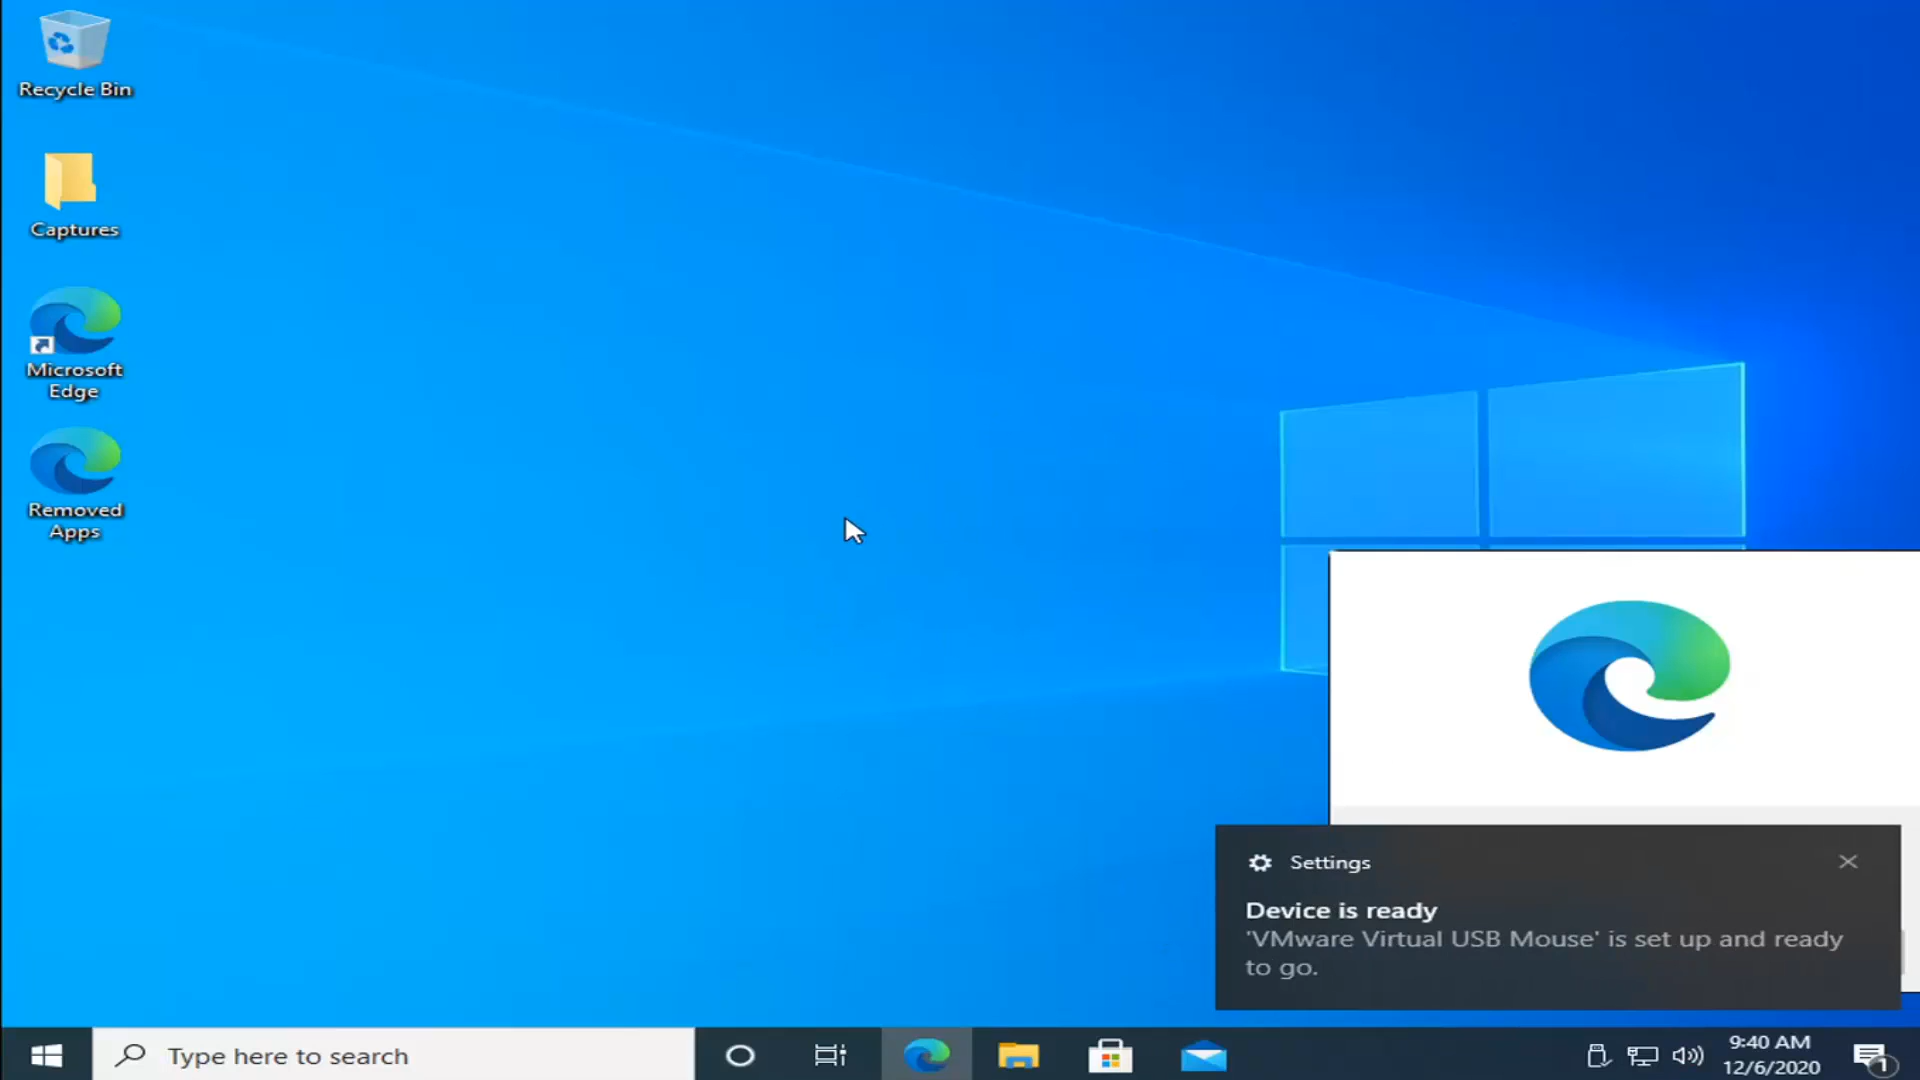 Recycle Bin
Captures
Microsoft
Edge
Removed
Apps
Settings
Device is ready
'VMware Virtual USB Mouse' is set up and ready
to go.
Type here to search
9:40 AM
12/6/2020
1